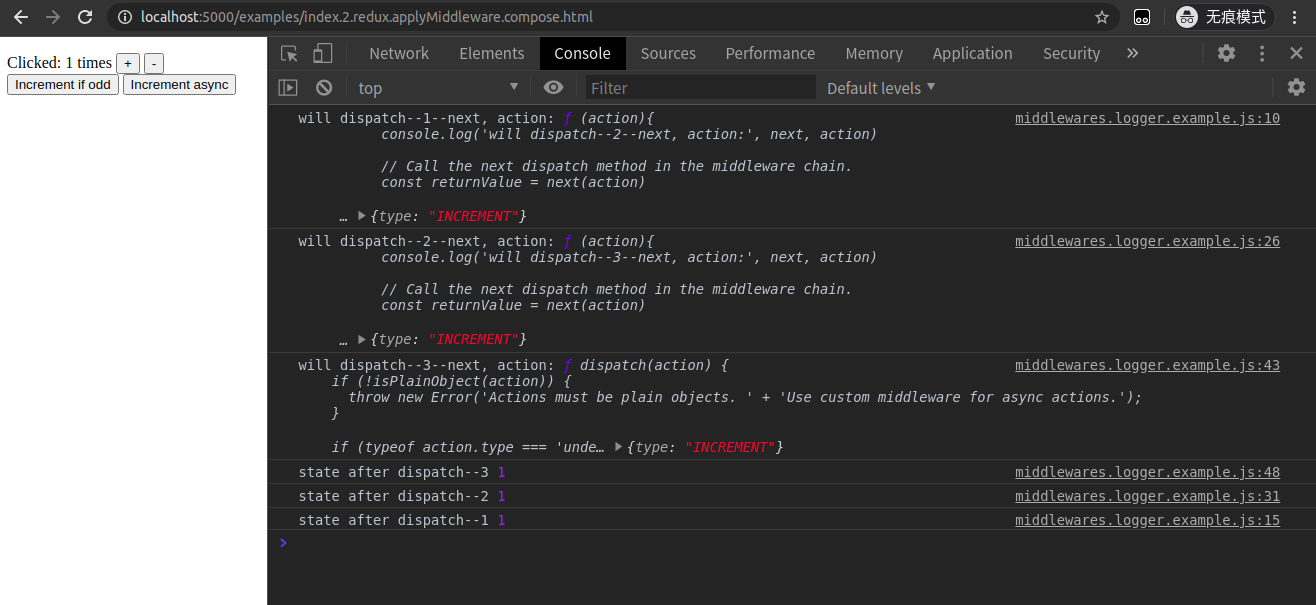 localhost:5000/examples/index.2.redux.applyMiddleware.compose.html
无痕模式
Clicked: 1 times + -
Increment if odd Increment async
Network Elements Console Sources Performance Memory Application Security »
top Filter Default levels
will dispatch--1--next, action: ƒ (action){ middlewares.logger.example.js:10
console.log('will dispatch--2--next, action:', next, action)
// Call the next dispatch method in the middleware chain.
const returnValue = next(action)
… {type: "INCREMENT"}
will dispatch--2--next, action: ƒ (action){ middlewares.logger.example.js:26
console.log('will dispatch--3--next, action:', next, action)
// Call the next dispatch method in the middleware chain.
const returnValue = next(action)
… {type: "INCREMENT"}
will dispatch--3--next, action: ƒ dispatch(action) { middlewares.logger.example.js:43
if (!isPlainObject(action)) {
throw new Error('Actions must be plain objects. ' + 'Use custom middleware for async actions.');
}
if (typeof action.type === 'unde… {type: "INCREMENT"}
state after dispatch--3 1 middlewares.logger.example.js:48
state after dispatch--2 1 middlewares.logger.example.js:31
state after dispatch--1 1 middlewares.logger.example.js:15
>